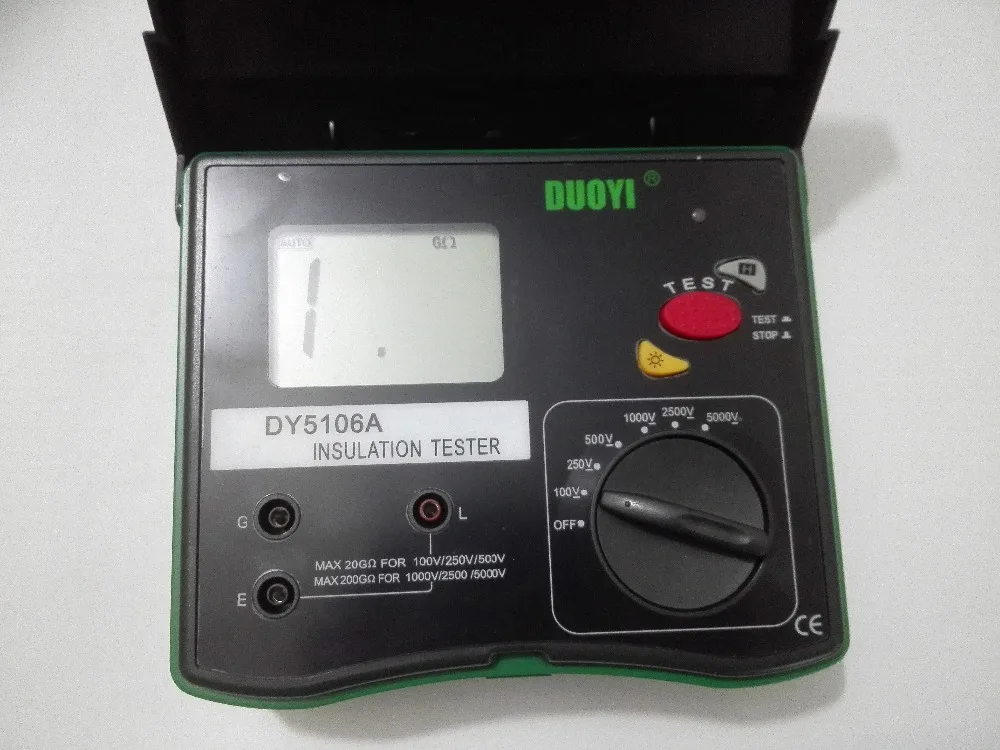 DUOYI®
AUTO GΩ
1 .
H
TEST
TEST
STOP
DY5106A
INSULATION TESTER
1000V 2500V 5000V
500V
250V
100V
OFF
G
L
MAX 20GΩ FOR 100V/250V/500V
MAX 200GΩ FOR 1000V/2500 /5000V
E
CE